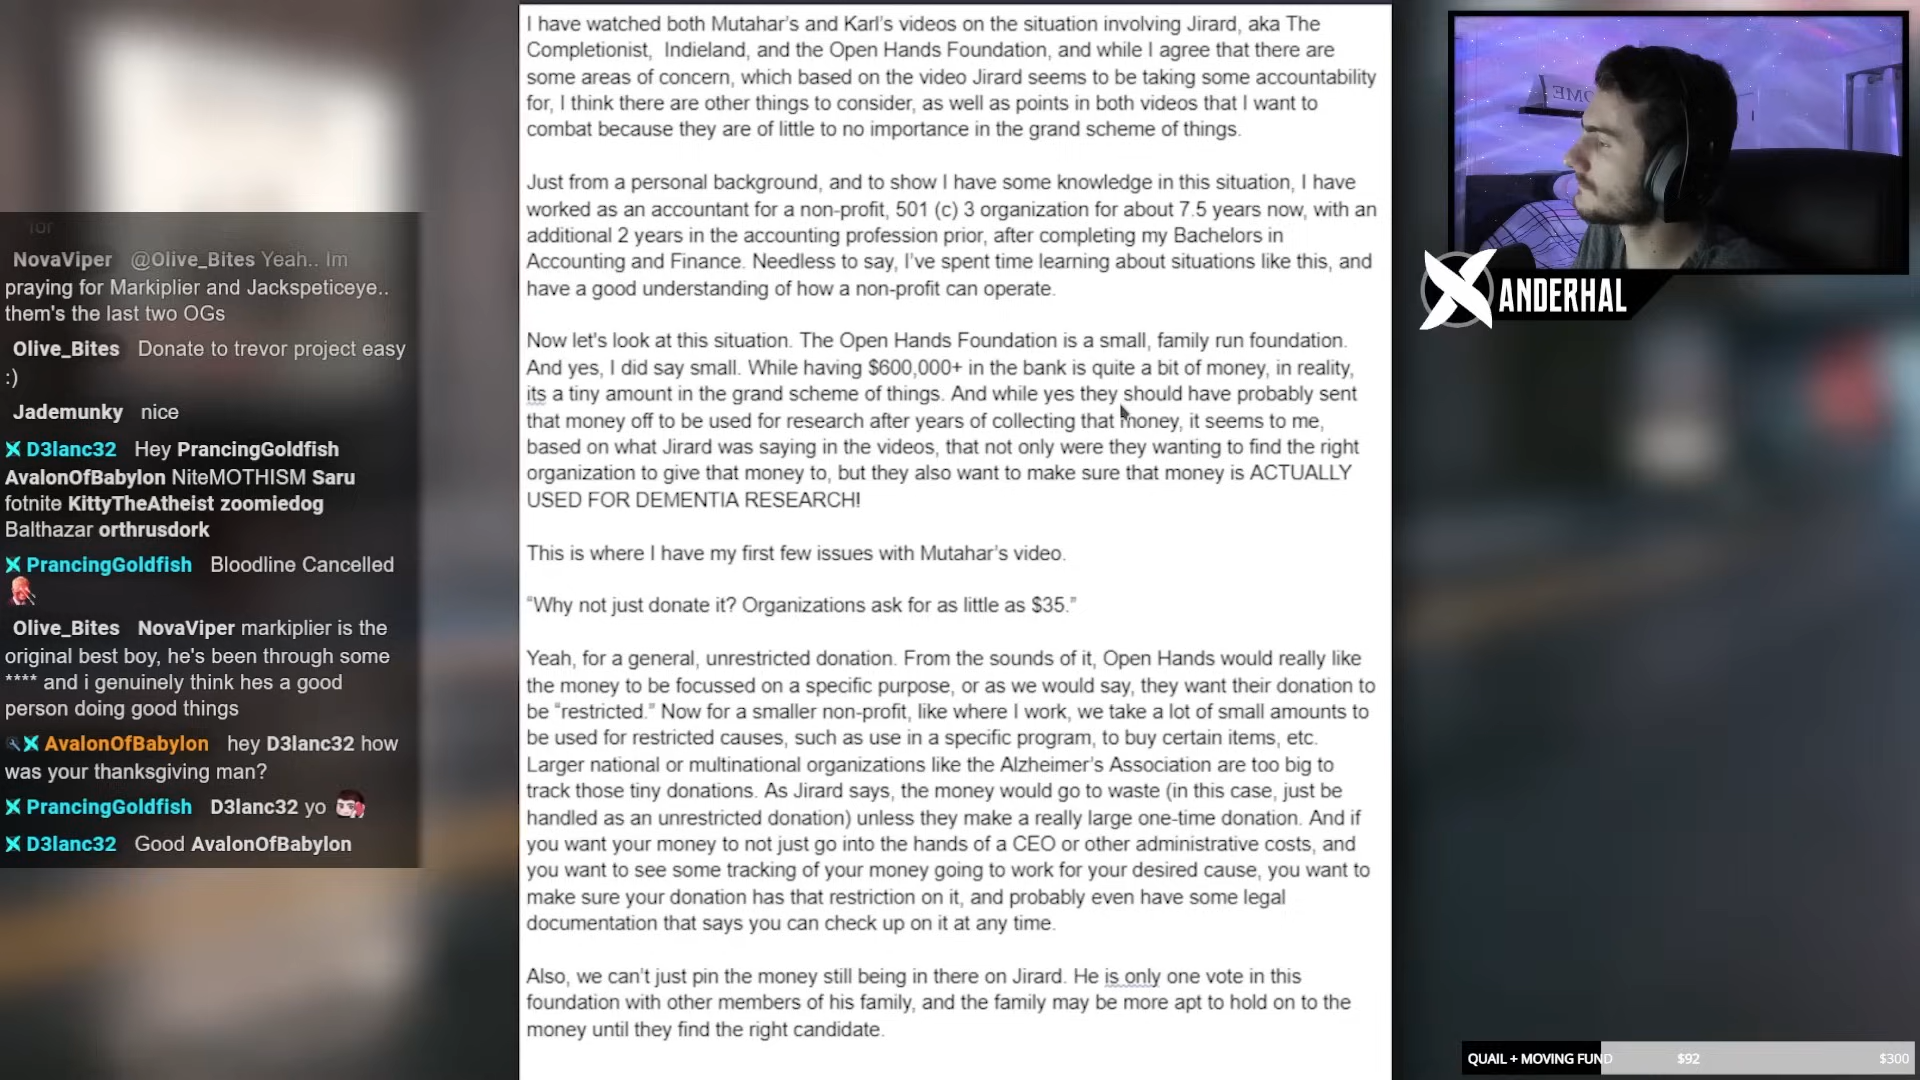 I have watched both Mutahar's and Karl's videos on the situation involving Jirard, aka The
Completionist,  Indieland, and the Open Hands Foundation, and while I agree that there are
some areas of concern, which based on the video Jirard seems to be taking some accountability
for, I think there are other things to consider, as well as points in both videos that I want to
combat because they are of little to no importance in the grand scheme of things.
Just from a personal background, and to show I have some knowledge in this situation, I have
worked as an accountant for a non-profit, 501 (c) 3 organization for about 7.5 years now, with an
additional 2 years in the accounting profession prior, after completing my Bachelors in
Accounting and Finance. Needless to say, I've spent time learning about situations like this, and
have a good understanding of how a non-profit can operate.
Now let's look at this situation. The Open Hands Foundation is a small, family run foundation.
And yes, I did say small. While having $600,000+ in the bank is quite a bit of money, in reality,
its a tiny amount in the grand scheme of things. And while yes they should have probably sent
that money off to be used for research after years of collecting that money, it seems to me,
based on what Jirard was saying in the videos, that not only were they wanting to find the right
organization to give that money to, but they also want to make sure that money is ACTUALLY
USED FOR DEMENTIA RESEARCH!
This is where I have my first few issues with Mutahar's video.
"Why not just donate it? Organizations ask for as little as $35."
Yeah, for a general, unrestricted donation. From the sounds of it, Open Hands would really like
the money to be focussed on a specific purpose, or as we would say, they want their donation to
be "restricted." Now for a smaller non-profit, like where I work, we take a lot of small amounts to
be used for restricted causes, such as use in a specific program, to buy certain items, etc.
Larger national or multinational organizations like the Alzheimer's Association are too big to
track those tiny donations. As Jirard says, the money would go to waste (in this case, just be
handled as an unrestricted donation) unless they make a really large one-time donation. And if
you want your money to not just go into the hands of a CEO or other administrative costs, and
you want to see some tracking of your money going to work for your desired cause, you want to
make sure your donation has that restriction on it, and probably even have some legal
documentation that says you can check up on it at any time.
Also, we can't just pin the money still being in there on Jirard. He is only one vote in this
foundation with other members of his family, and the family may be more apt to hold on to the
money until they find the right candidate.
for
NovaViper @Olive_Bites Yeah.. Im
praying for Markiplier and Jackspeticeye..
them's the last two OGs
Olive_Bites Donate to trevor project easy
:)
Jademunky nice
D3lanc32 Hey PrancingGoldfish
AvalonOfBabylon NiteMOTHISM Saru
fotnite KittyTheAtheist zoomiedog
Balthazar orthrusdork
PrancingGoldfish Bloodline Cancelled
Olive_Bites NovaViper markiplier is the
original best boy, he's been through some
**** and i genuinely think hes a good
person doing good things
AvalonOfBabylon hey D3lanc32 how
was your thanksgiving man?
PrancingGoldfish D3lanc32 yo
D3lanc32 Good AvalonOfBabylon
HOME
XANDERHAL
QUAIL + MOVING FUND $92 $300